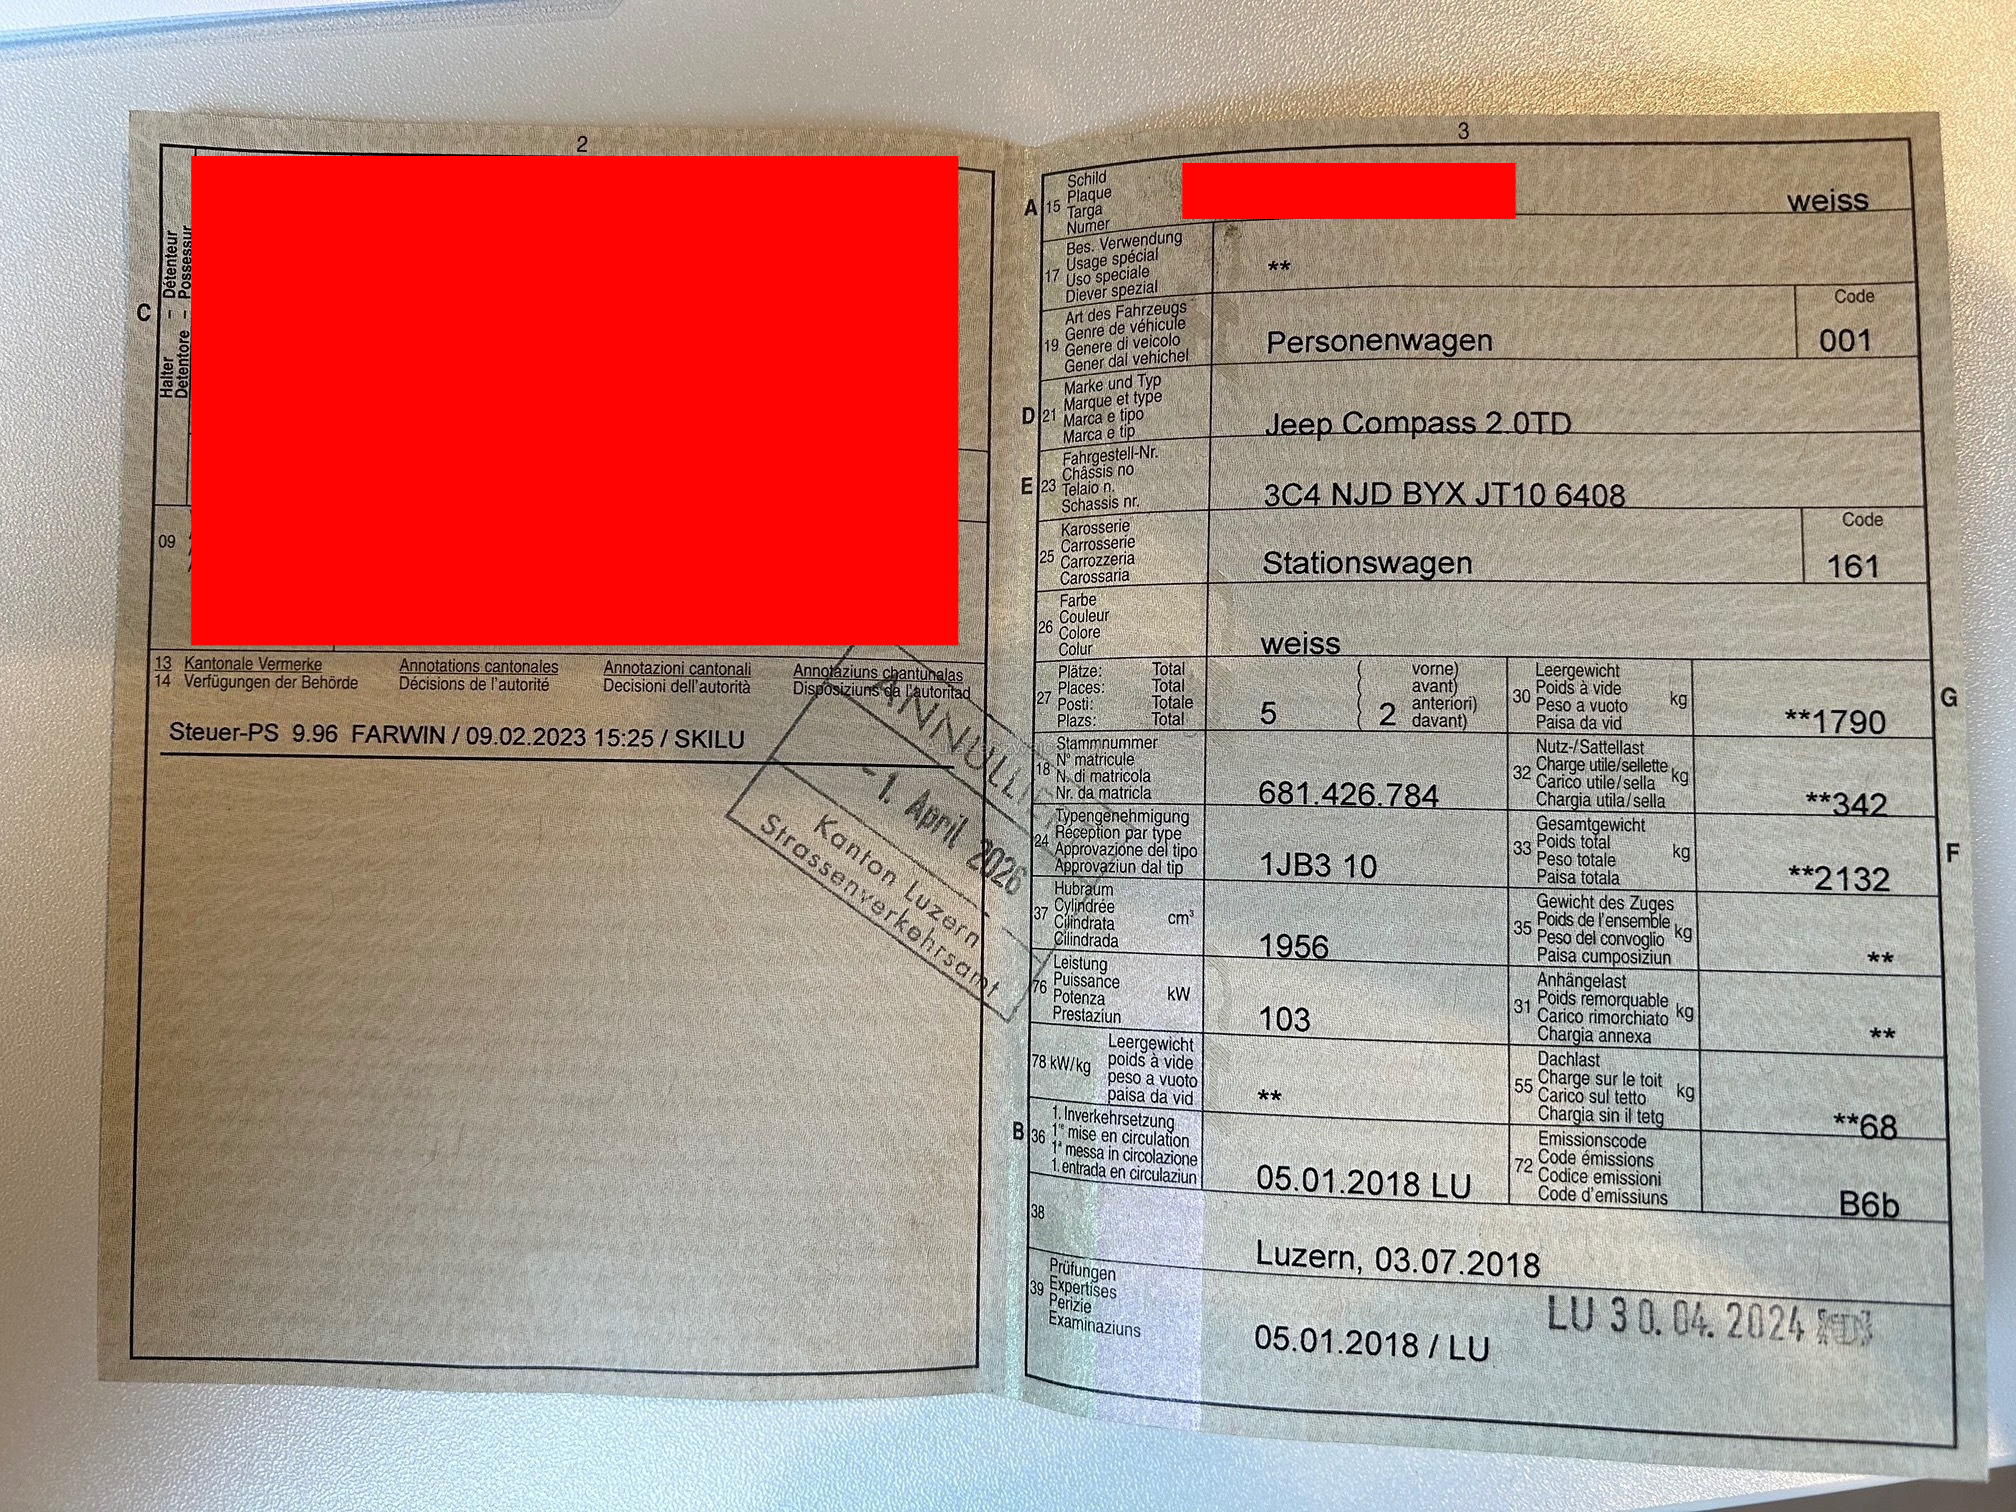 2
C
Halter – Détenteur
Detentore – Possessur
09
13 Kantonale Vermerke Annotations cantonales Annotazioni cantonali Annotaziuns chantunalas
14 Verfügungen der Behörde Décisions de l'autorité Decisioni dell'autorità Disposiziuns da l'autoritad
Steuer-PS 9.96 FARWIN / 09.02.2023 15:25 / SKILU
- 1. April 2026
Kanton Luzern
Strassenverkehrsamt
3
A 15 Schild
Plaque
Targa
Numer
weiss
17 Bes. Verwendung
Usage spécial
Uso speciale
Diever spezial
**
19 Art des Fahrzeugs
Genre de véhicule
Genere di veicolo
Gener dal vehichel
Personenwagen
Code
001
D 21 Marke und Typ
Marque et type
Marca e tipo
Marca e tip
Jeep Compass 2.0TD
E 23 Fahrgestell-Nr.
Châssis no
Telaio n.
Schassis nr.
3C4 NJD BYX JT10 6408
25 Karosserie
Carrosserie
Carrozzeria
Carossaria
Stationswagen
Code
161
26 Farbe
Couleur
Colore
Colur
weiss
27 Plätze: Total
Places: Total
Posti: Totale
Plazs: Total
5 ( 2 vorne)
( avant)
( anteriori)
( davant)
30 Leergewicht
Poids à vide
Peso a vuoto
Paisa da vid
kg
**1790
G
18 Stammnummer
N° matricule
N. di matricola
Nr. da matricla
681.426.784
32 Nutz-/Sattellast
Charge utile/sellette
Carico utile/sella
Chargia utila/sella
kg
**342
24 Typengenehmigung
Réception par type
Approvazione del tipo
Approvaziun dal tip
1JB3 10
33 Gesamtgewicht
Poids total
Peso totale
Paisa totala
kg
**2132
F
37 Hubraum
Cylindrée
Cilindrata
Cilindrada
cm³
1956
35 Gewicht des Zuges
Poids de l'ensemble
Peso del convoglio
Paisa cumposiziun
kg
**
76 Leistung
Puissance
Potenza
Prestaziun
kW
103
31 Anhängelast
Poids remorquable
Carico rimorchiato
Chargia annexa
kg
**
78 kW/kg Leergewicht
poids à vide
peso a vuoto
paisa da vid
**
55 Dachlast
Charge sur le toit
Carico sul tetto
Chargia sin il tetg
kg
**68
B 36 1. Inverkehrsetzung
1re mise en circulation
1a messa in circolazione
1. entrada en circulaziun
05.01.2018 LU
72 Emissionscode
Code émissions
Codice emissioni
Code d'emissiuns
B6b
38
Luzern, 03.07.2018
39 Prüfungen
Expertises
Perizie
Examinaziuns
05.01.2018 / LU
LU 30. 04. 2024